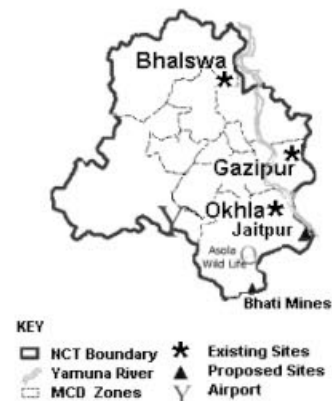 Bhalswa
Gazipur
Okhla
Jaitpur
Asola
Wild Life
Bhati Mines
KEY
NCT Boundary
Existing Sites
Yamuna River
Proposed Sites
MCD Zones
Airport